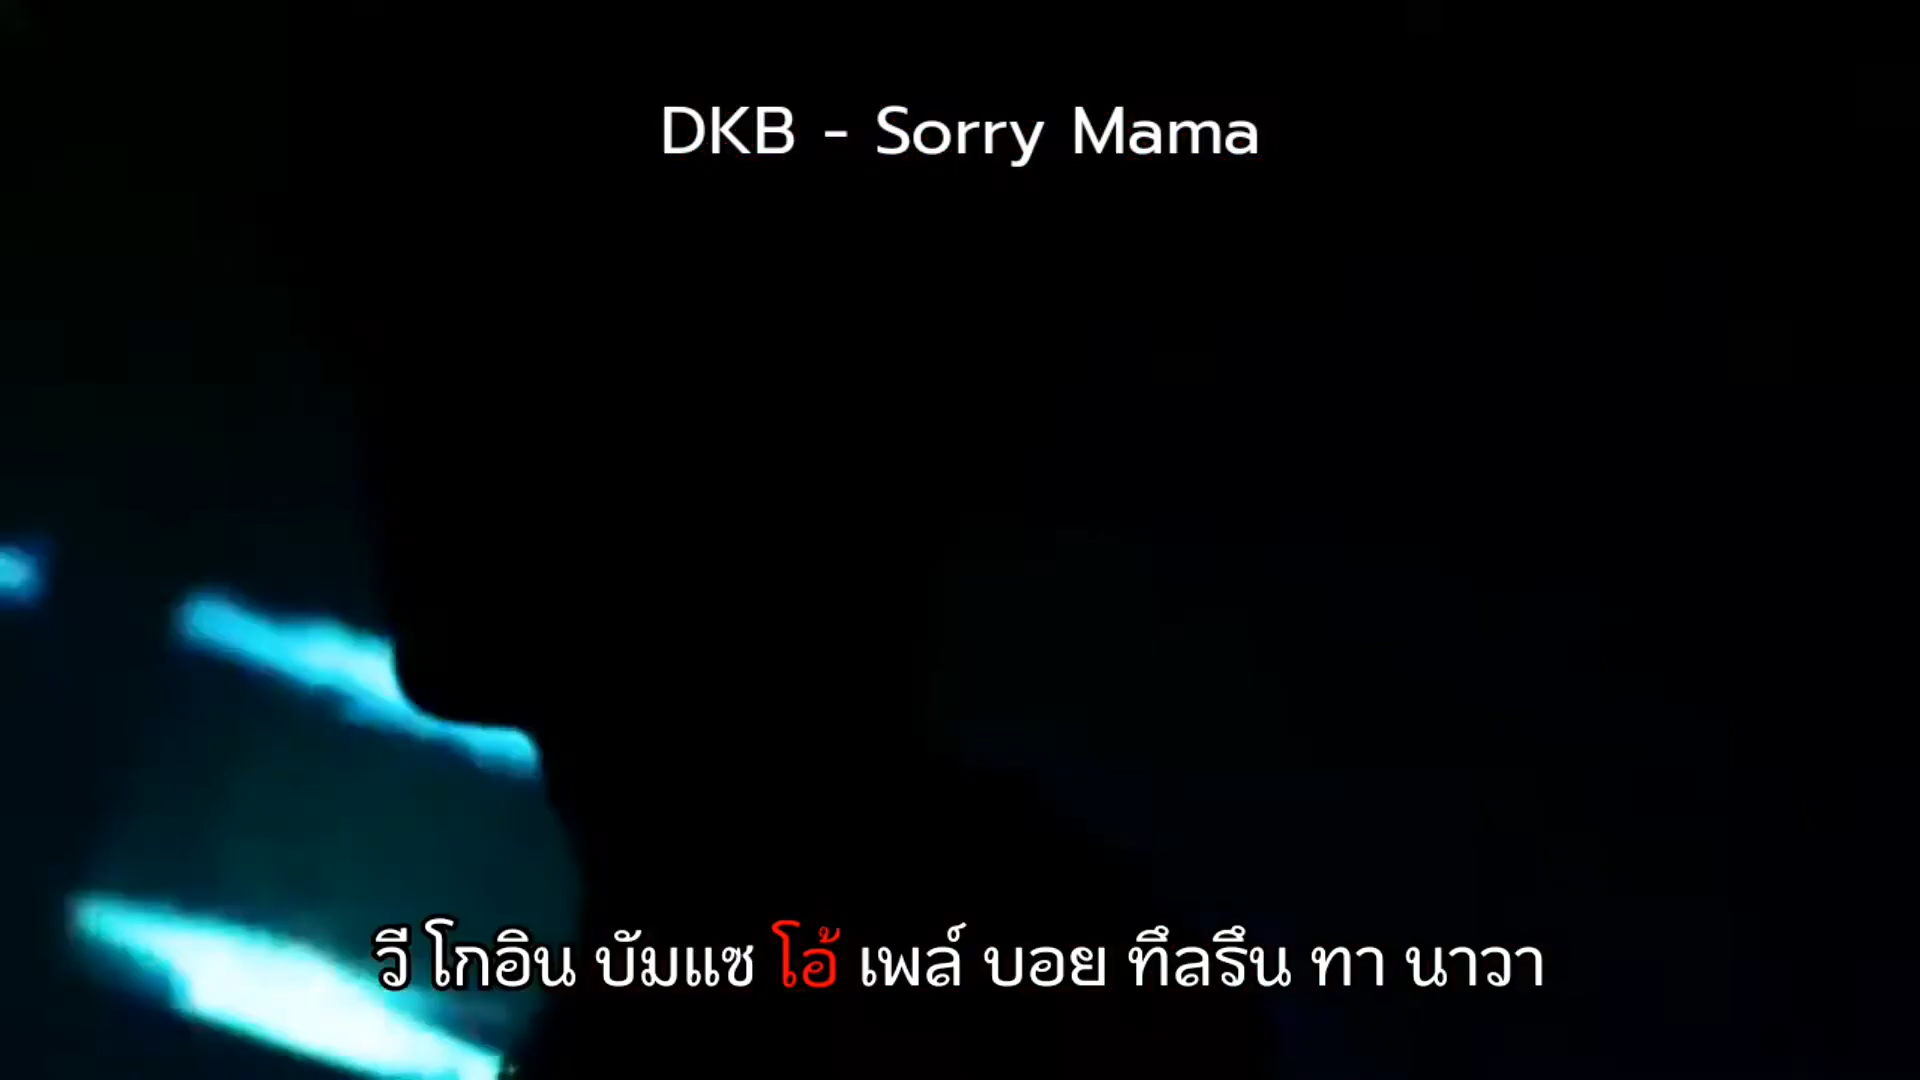 DKB - Sorry Mama
วี โกอิน บัมแซ โอ้ เพล์ บอย ทึลรึน ทา นาวา